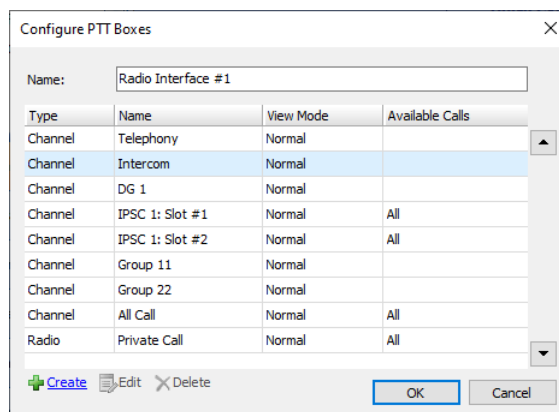 Configure PTT Boxes
Name: Radio Interface #1
Type Name View Mode Available Calls
Channel Telephony Normal
Channel Intercom Normal
Channel DG 1 Normal
Channel IPSC 1: Slot #1 Normal All
Channel IPSC 1: Slot #2 Normal All
Channel Group 11 Normal
Channel Group 22 Normal
Channel All Call Normal All
Radio Private Call Normal All
Create Edit Delete OK Cancel